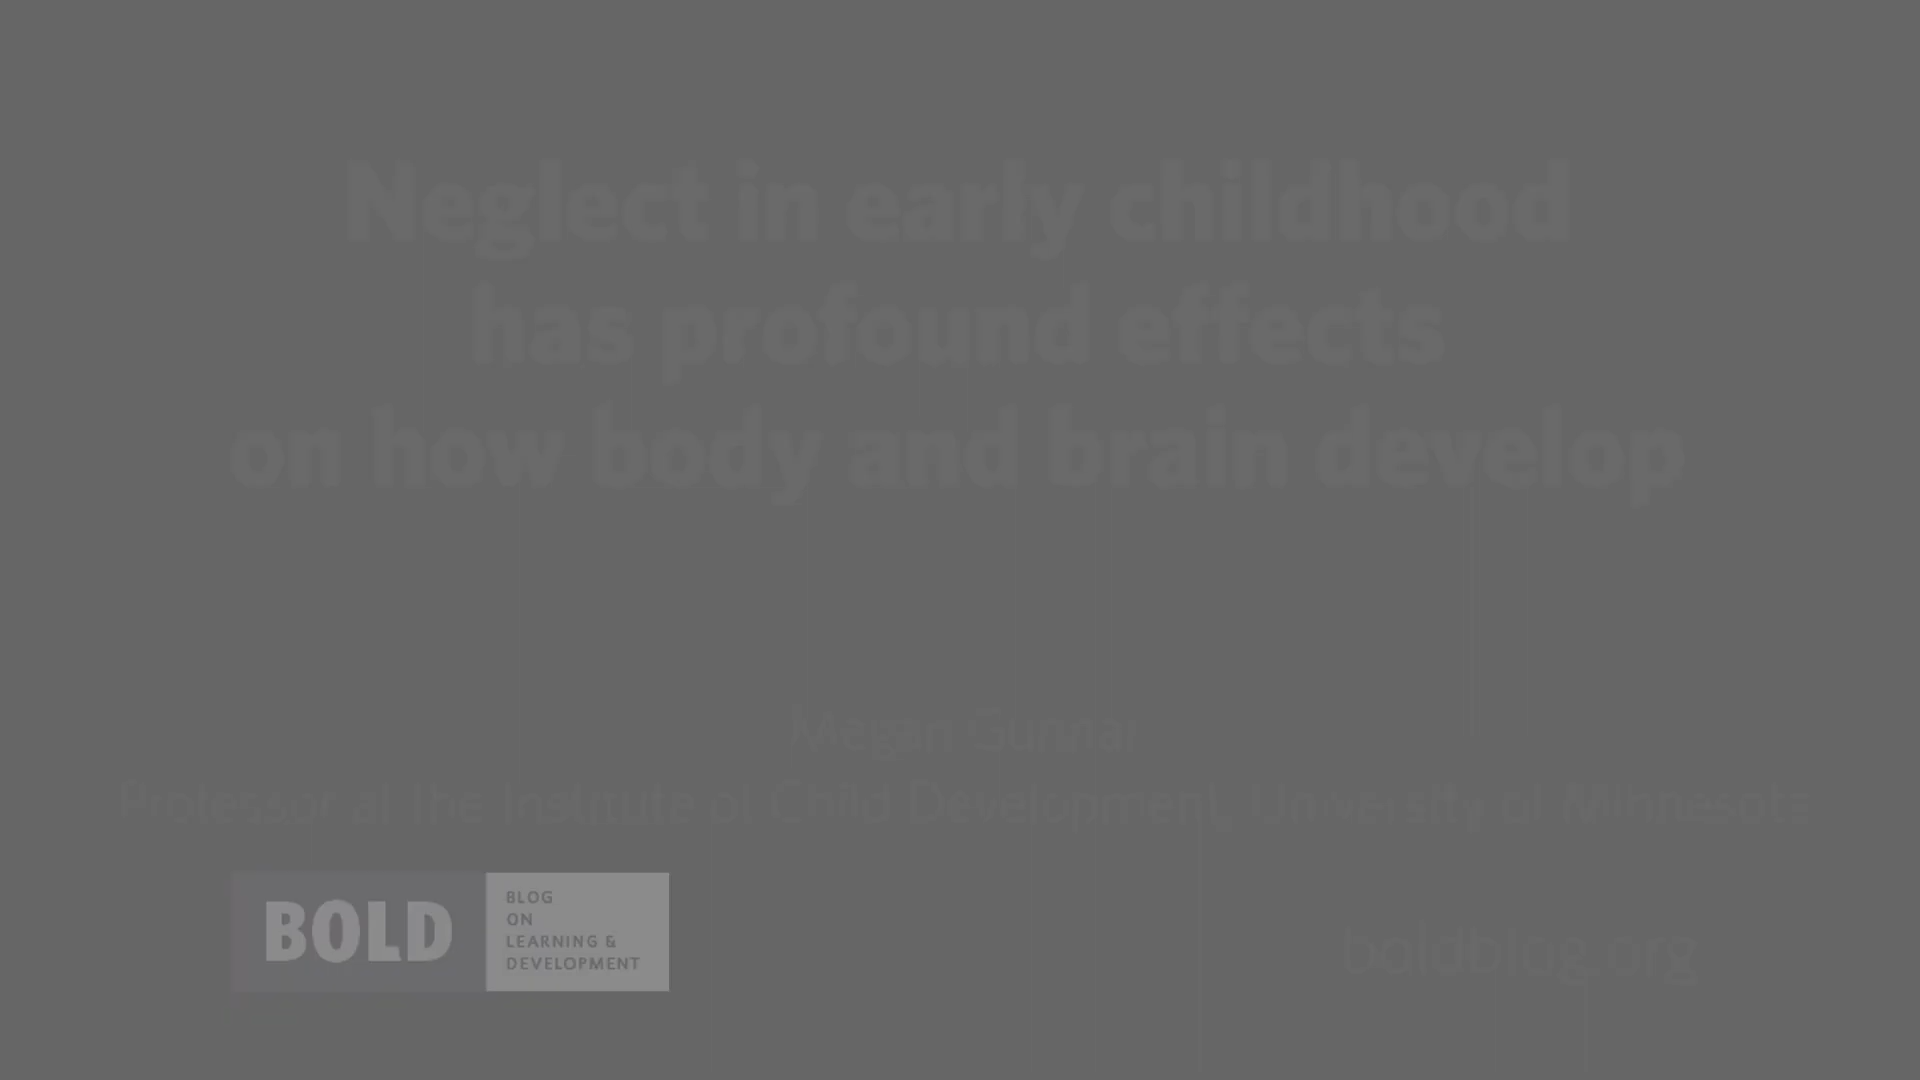 Neglect in early childhood
has profound effects
on how body and brain develop
Megan Gunnar
Professor at The Institute of Child Development, University of Minnesota
BOLD
BLOG
ON
LEARNING &
DEVELOPMENT
boldblog.org